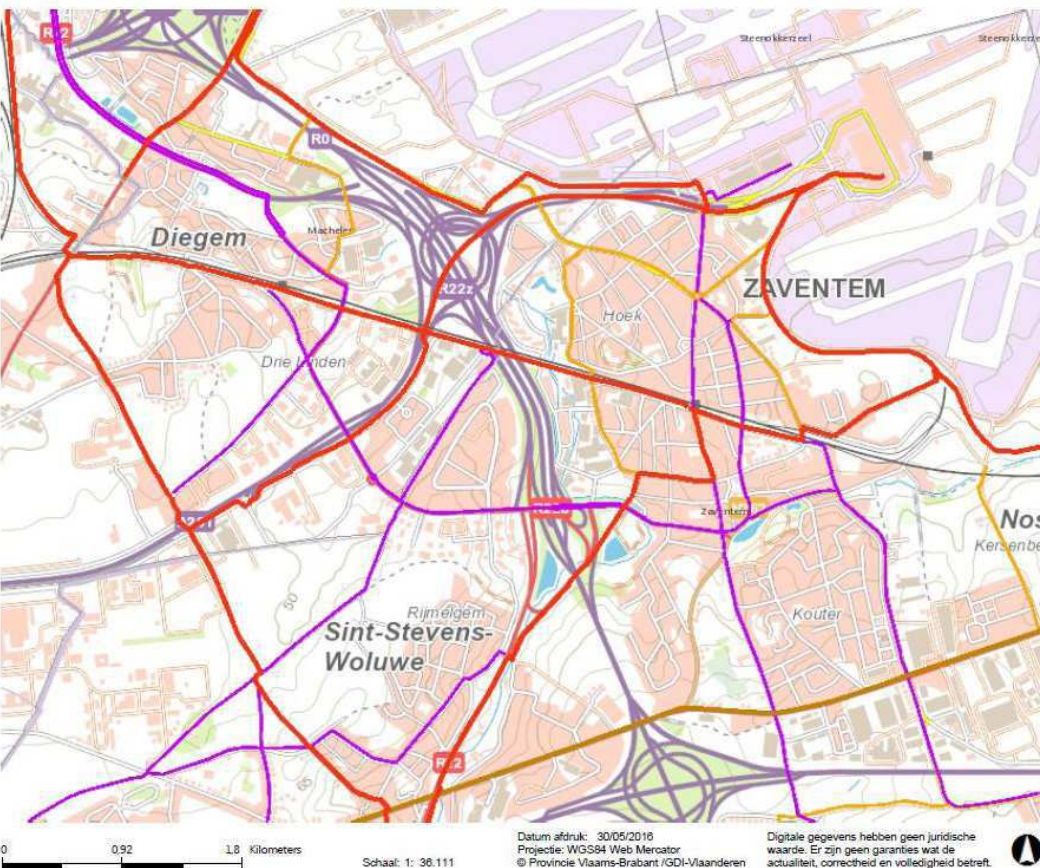 R22
Steenokkerzeel
R0
Diegem
Machelen
R22z
ZAVENTEM
Hoek
Drie Linden
Zaventem
Kersenbe
Kouter
Rijmelgem
Sint-Stevens-
Woluwe
50
R22
0 0,92 1,8 Kilometers
Schaal: 1: 36.111
Datum afdruk: 30/05/2016
Projectie: WGS84 Web Mercator
© Provincie Vlaams-Brabant /GDI-Vlaanderen
Digitale gegevens hebben geen juridische
waarde. Er zijn geen garanties wat de
actualiteit, correctheid en volledigheid betreft.